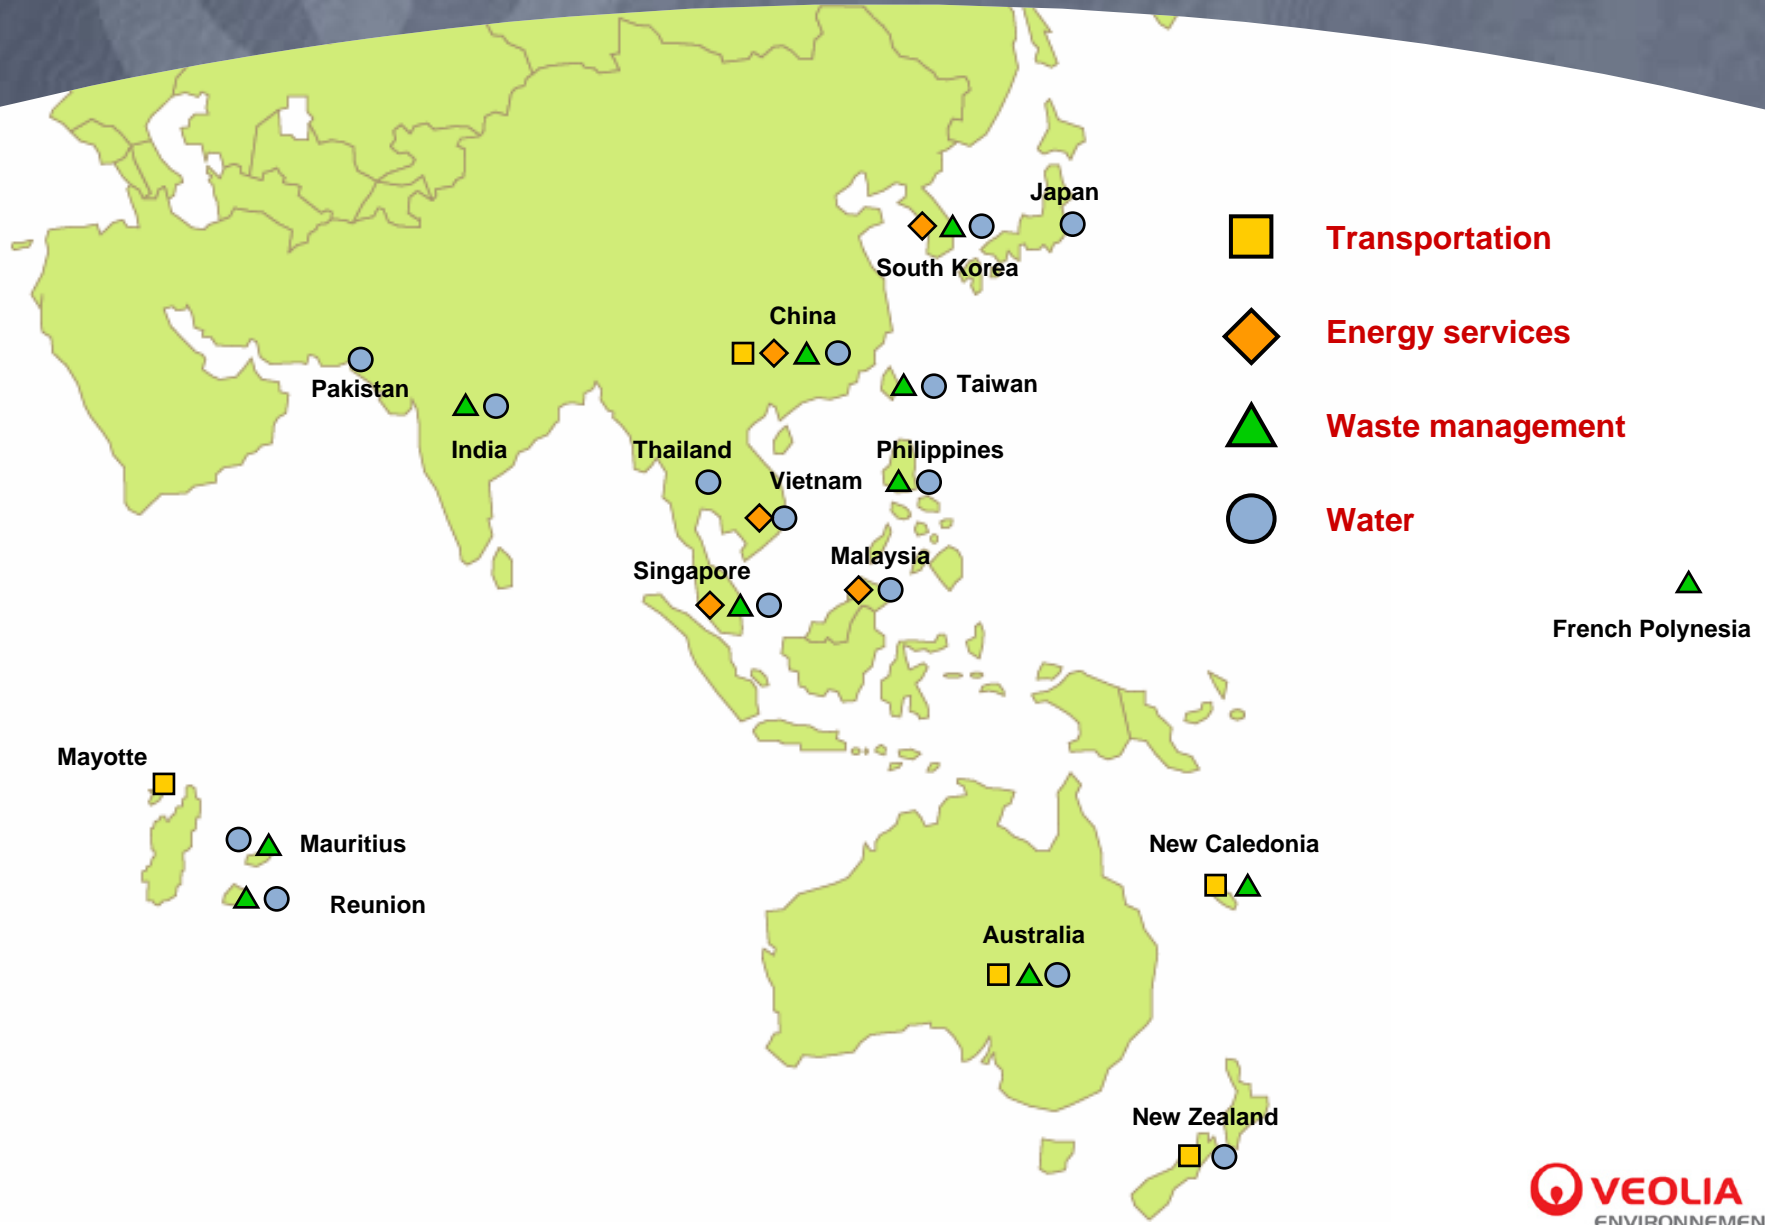 Japan
South Korea
China
Pakistan
Taiwan
India
Thailand
Philippines
Vietnam
Singapore
Malaysia
Transportation
Energy services
Waste management
Water
French Polynesia
Mayotte
Mauritius
Reunion
New Caledonia
Australia
New Zealand
VEOLIA
ENVIRONNEMEN